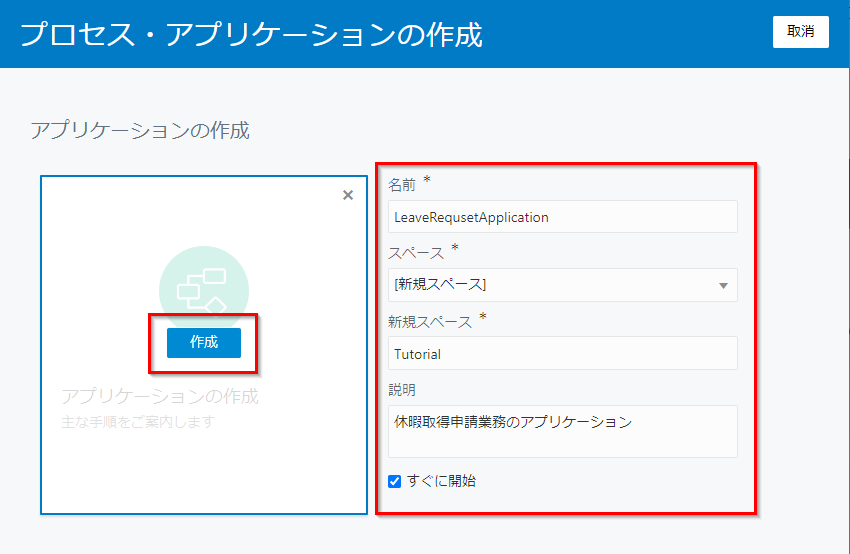 プロセス・アプリケーションの作成
取消
アプリケーションの作成
作成
アプリケーションの作成
主な手順をご案内します
名前 *
LeaveRequsetApplication
スペース *
[新規スペース]
新規スペース *
Tutorial
説明
休暇取得申請業務のアプリケーション
すぐに開始